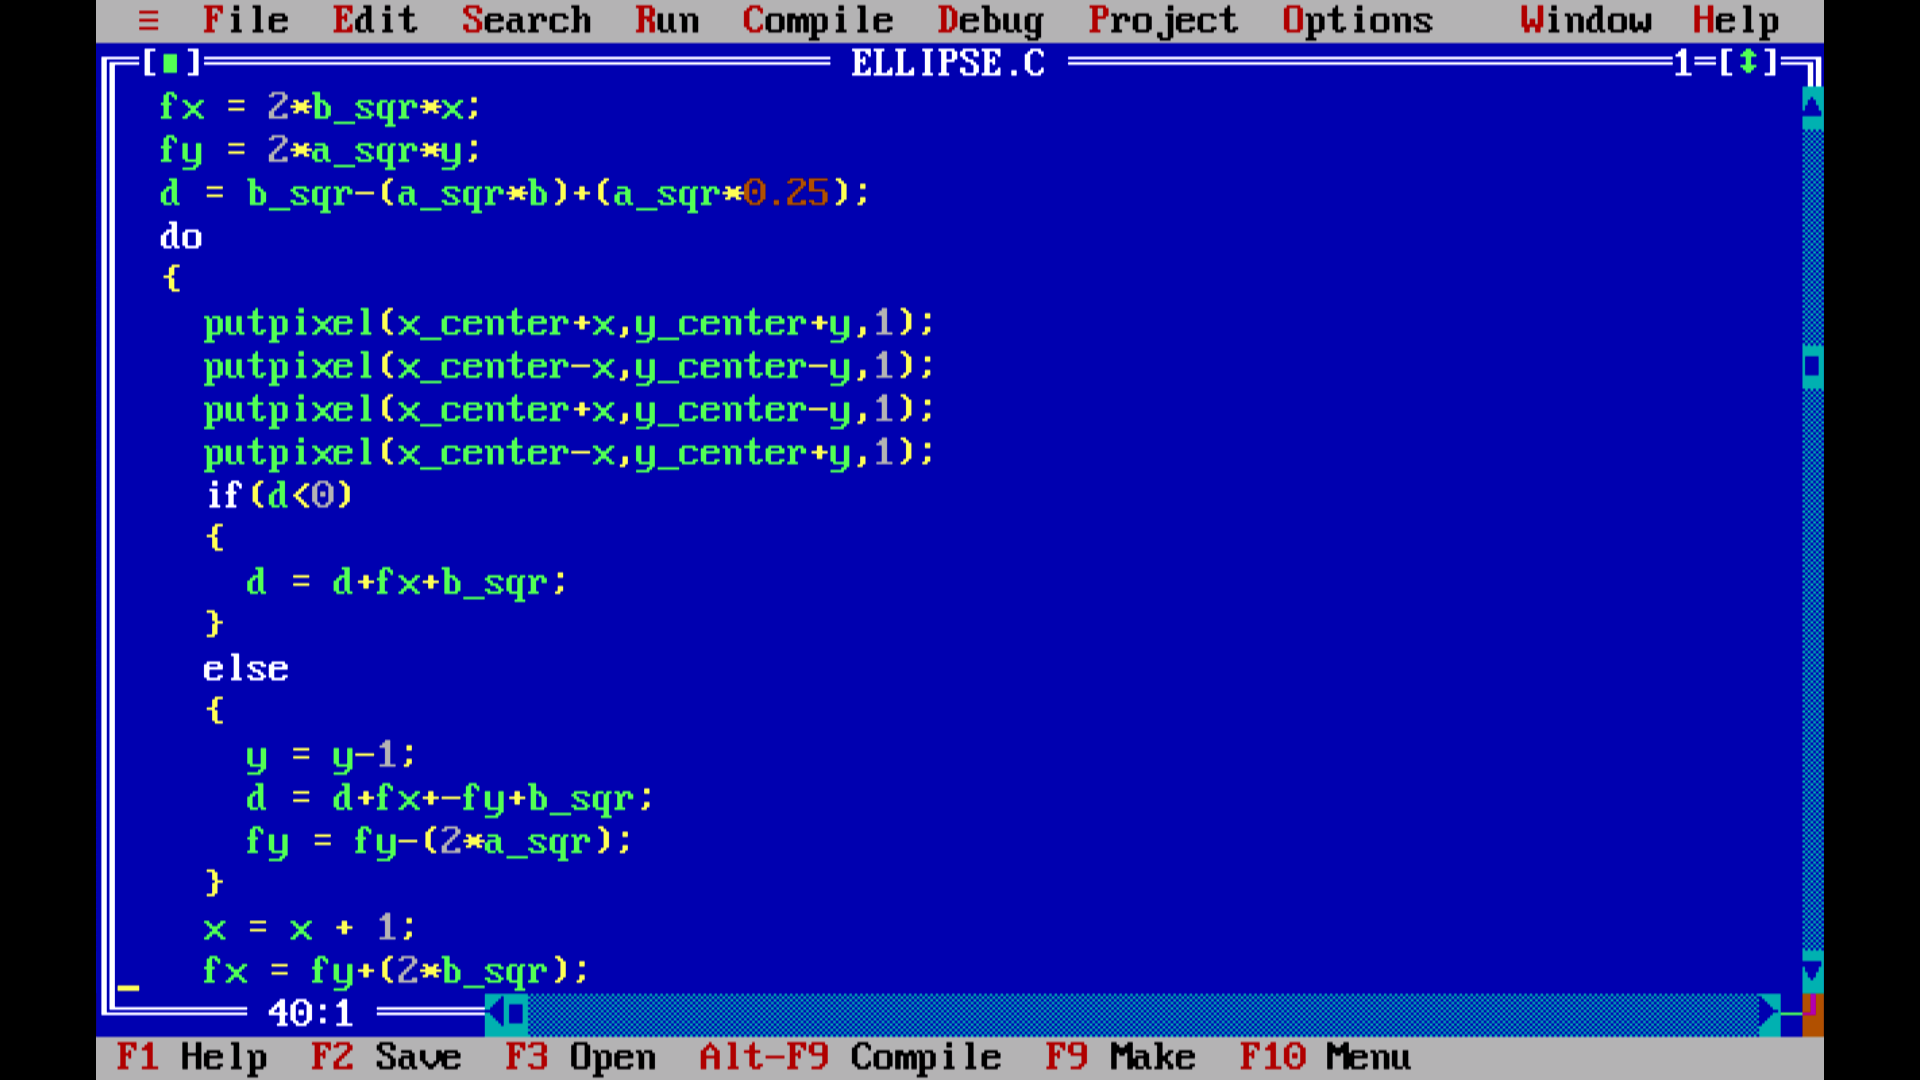 ≡ File Edit Search Run Compile Debug Project Options Window Help
[■] ELLIPSE.C 1=[↕]
fx = 2*b_sqr*x;
fy = 2*a_sqr*y;
d = b_sqr-(a_sqr*b)+(a_sqr*0.25);
do
{
putpixel(x_center+x,y_center+y,1);
putpixel(x_center-x,y_center-y,1);
putpixel(x_center+x,y_center-y,1);
putpixel(x_center-x,y_center+y,1);
if(d<0)
{
d = d+fx+b_sqr;
}
else
{
y = y-1;
d = d+fx+-fy+b_sqr;
fy = fy-(2*a_sqr);
}
x = x + 1;
fx = fy+(2*b_sqr);
40:1
F1 Help F2 Save F3 Open Alt-F9 Compile F9 Make F10 Menu